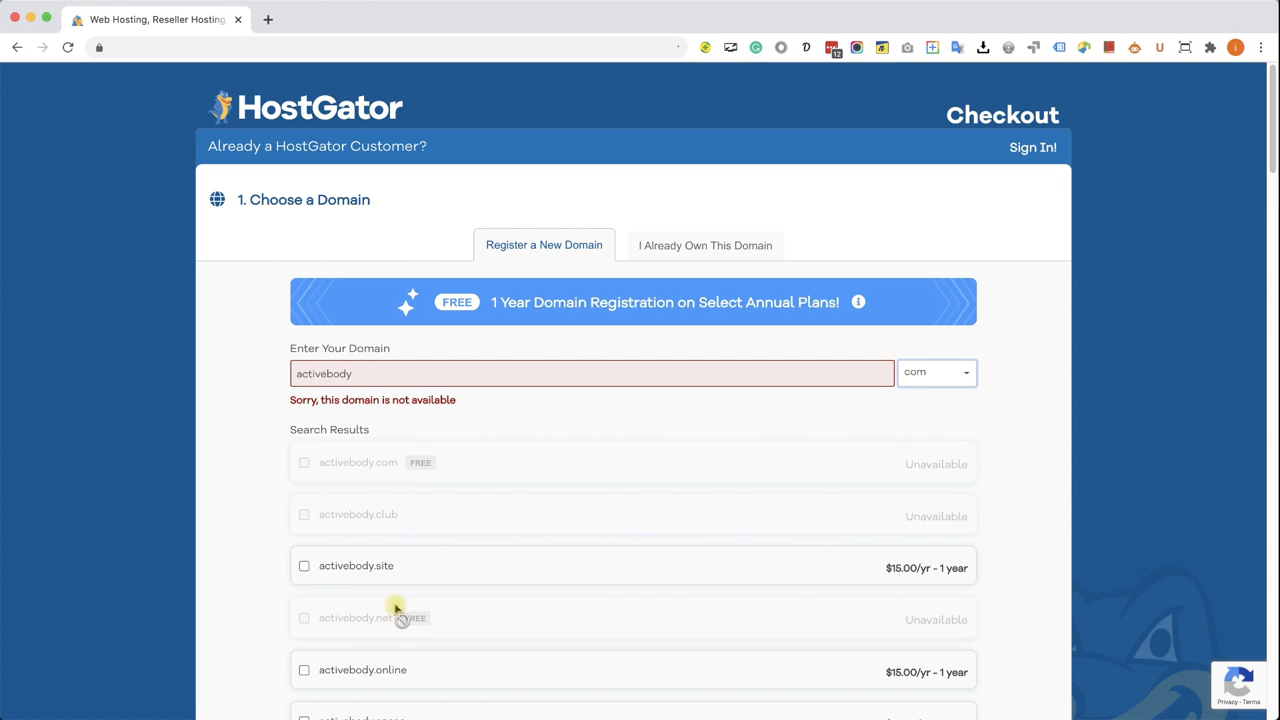 Web Hosting, Reseller Hosting,
12
i
HostGator
Checkout
Already a HostGator Customer?
Sign In!
1. Choose a Domain
Register a New Domain
I Already Own This Domain
FREE 1 Year Domain Registration on Select Annual Plans!
Enter Your Domain
activebody
com
Sorry, this domain is not available
Search Results
activebody.com FREE
Unavailable
activebody.club
Unavailable
activebody.site
$15.00/yr - 1 year
activebody.net FREE
Unavailable
activebody.online
$15.00/yr - 1 year
Privacy - Terms